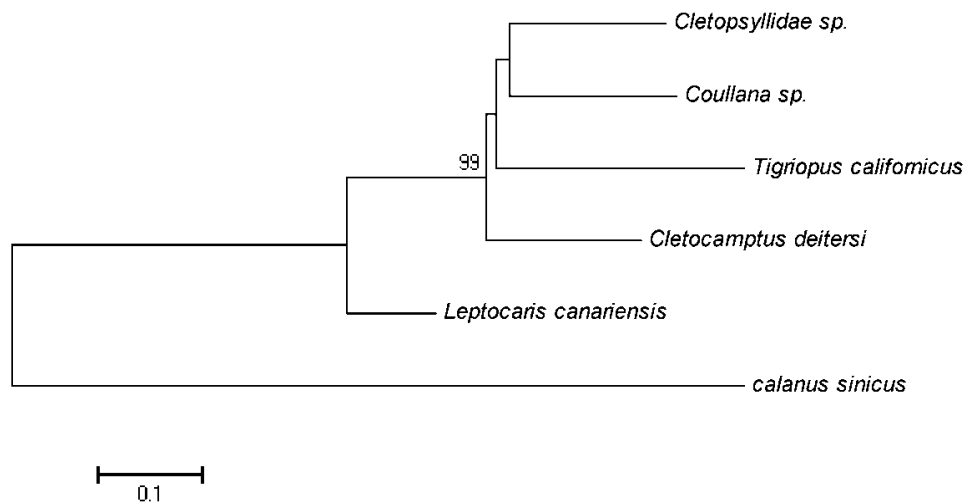 Cletopsyllidae sp.
Coullana sp.
99
Tigriopus californicus
Cletocamptus deitersi
Leptocaris canariensis
calanus sinicus
0.1